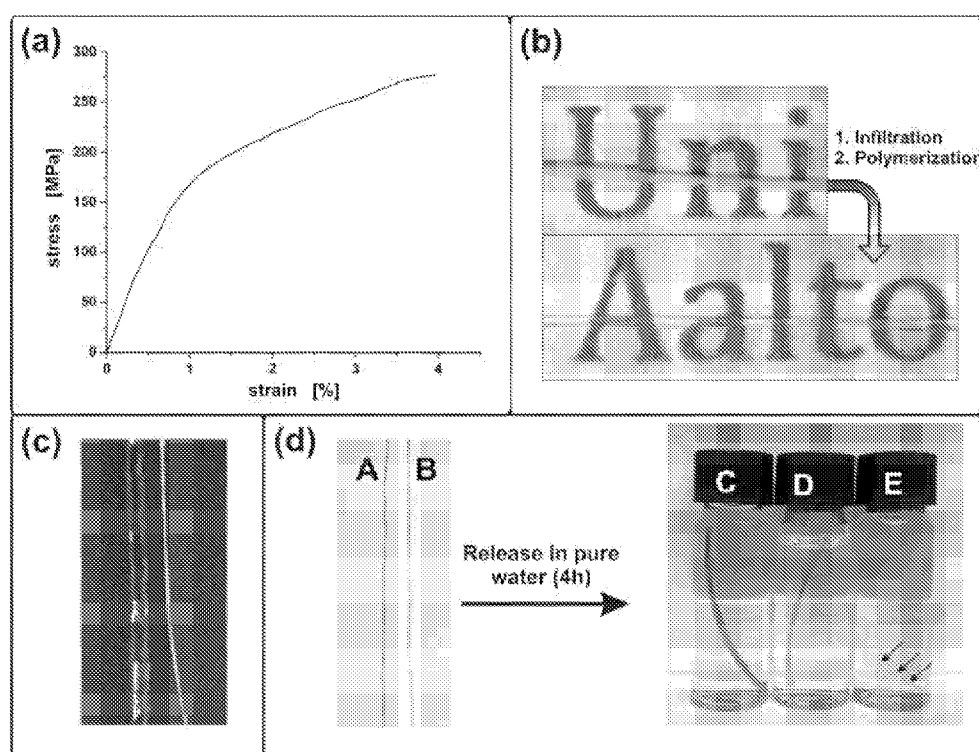 (a)
300
250
200
150
100
50
0
stress [MPa]
0 1 2 3 4
strain [%]
(b)
Uni
1. Infiltration
2. Polymerization
Aalto
(c)
(d)
A B
Release in pure
water (4h)
C D E